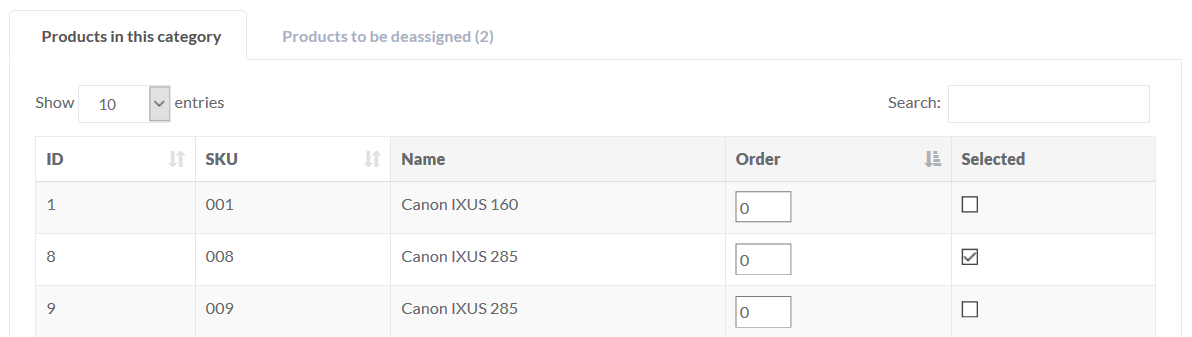 Products in this category Products to be deassigned (2)
Show 10 entries Search:
ID SKU Name Order Selected
1 001 Canon IXUS 160 0
8 008 Canon IXUS 285 0
9 009 Canon IXUS 285 0